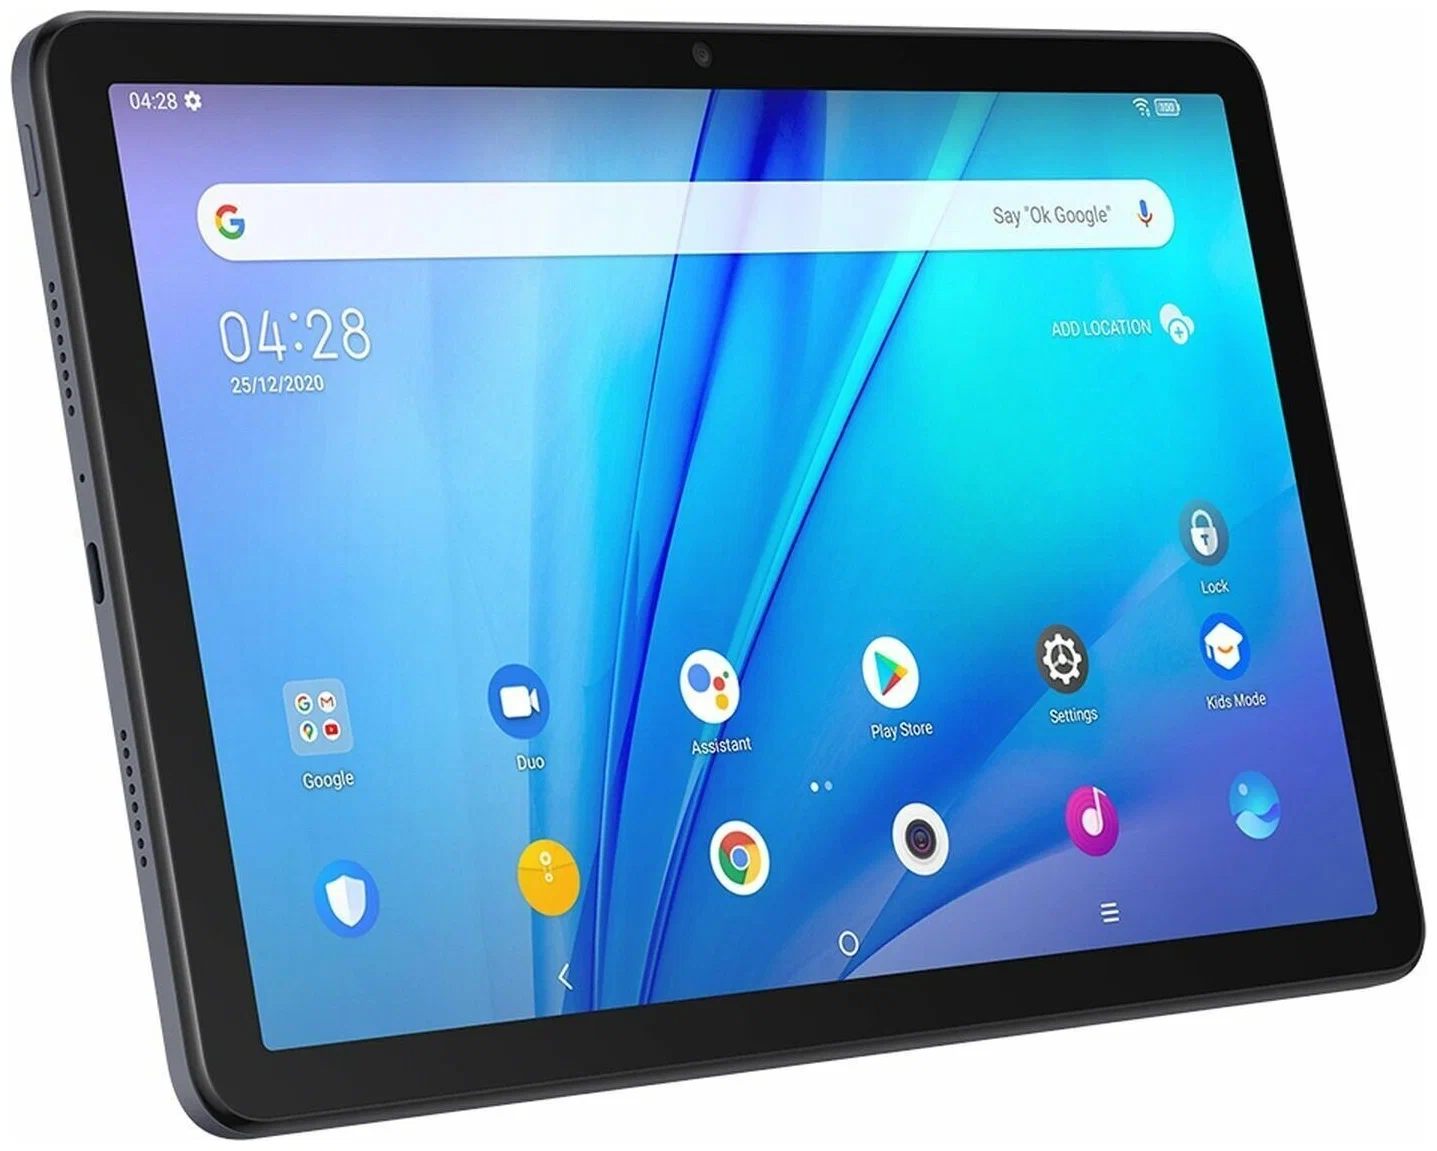 04:28
100
Say "Ok Google"
04:28
25/12/2020
ADD LOCATION
Lock
Google
Duo
Assistant
Play Store
Settings
Kids Mode